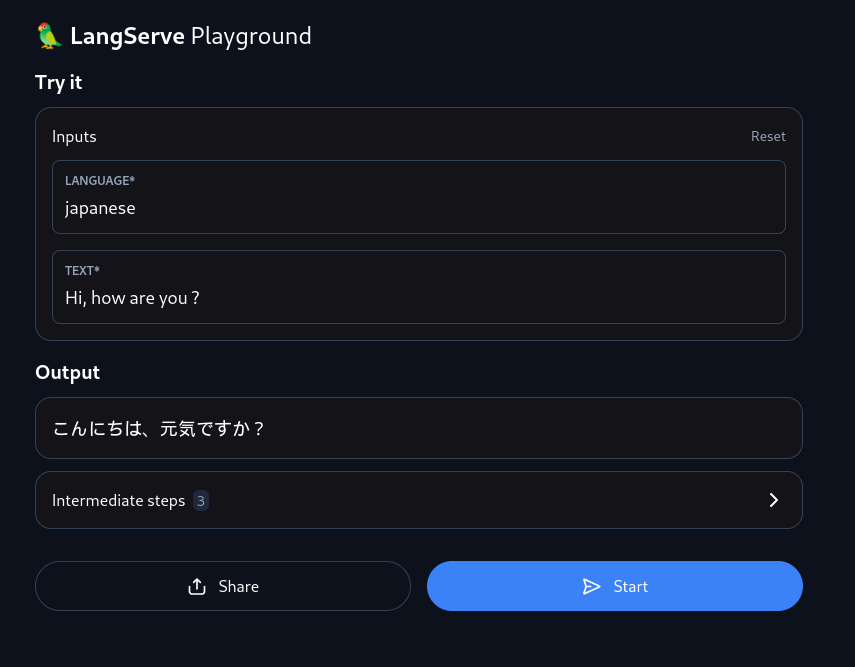 🦜 LangServe Playground
Try it
Inputs
Reset
LANGUAGE*
japanese
TEXT*
Hi, how are you ?
Output
こんにちは、元気ですか？
Intermediate steps 3
Share
Start